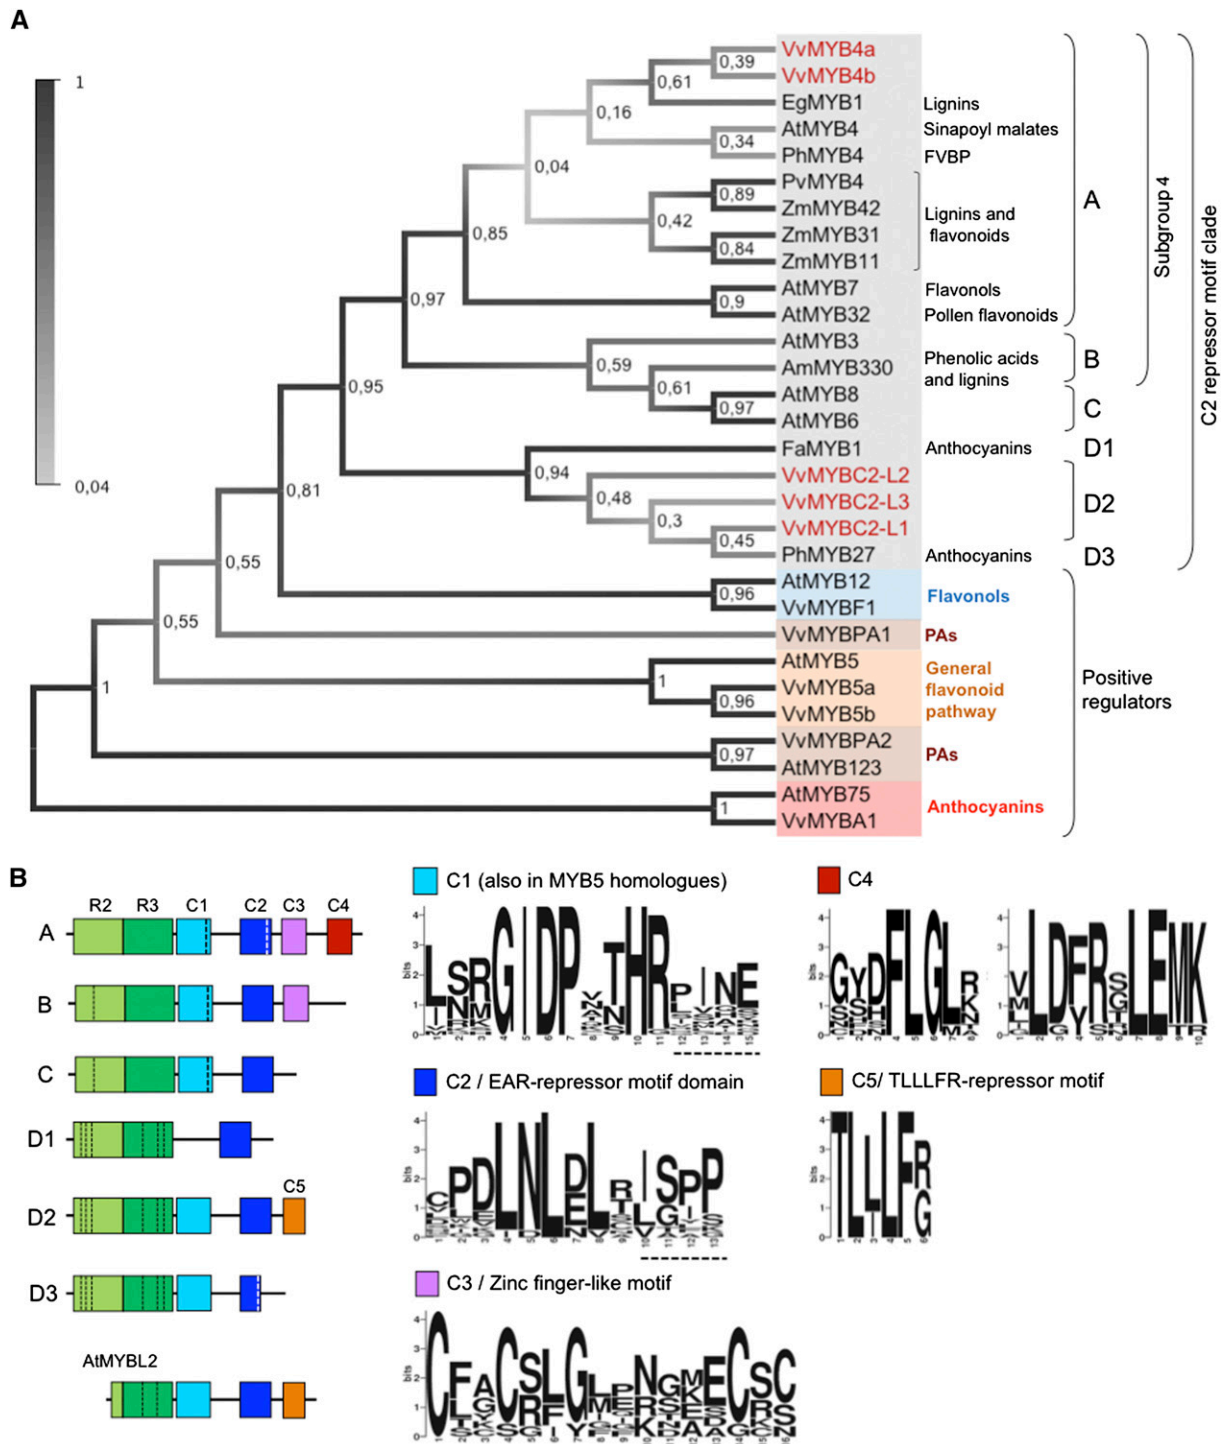 A
1
0,04
VvMYB4a
VvMYB4b
EgMYB1
AtMYB4
PhMYB4
PvMYB4
ZmMYB42
ZmMYB31
ZmMYB11
AtMYB7
AtMYB32
AtMYB3
AmMYB330
AtMYB8
AtMYB6
FaMYB1
VvMYBC2-L2
VvMYBC2-L3
VvMYBC2-L1
PhMYB27
AtMYB12
VvMYBF1
VvMYBPA1
AtMYB5
VvMYB5a
VvMYB5b
VvMYBPA2
AtMYB123
AtMYB75
VvMYBA1
0,39
0,61
0,16
0,34
0,04
0,89
0,42
0,84
0,85
0,9
0,97
0,59
0,61
0,97
0,95
0,94
0,48
0,3
0,45
0,81
0,96
0,55
0,55
1
0,96
1
0,97
1
Lignins
Sinapoyl malates
FVBP
Lignins and
flavonoids
Flavonols
Pollen flavonoids
Phenolic acids
and lignins
Anthocyanins
Anthocyanins
Flavonols
PAs
General
flavonoid
pathway
PAs
Anthocyanins
A
B
C
D1
D2
D3
Subgroup 4
C2 repressor motif clade
Positive
regulators
B
R2 R3 C1 C2 C3 C4
A
B
C
D1
C5
D2
D3
AtMYBL2
C1 (also in MYB5 homologues)
C4
C2 / EAR-repressor motif domain
C5/ TLLLFR-repressor motif
C3 / Zinc finger-like motif